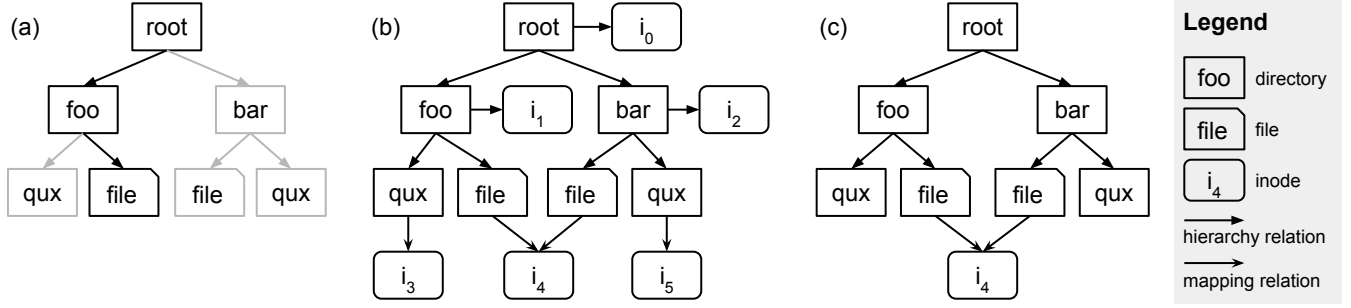 (a)
root
foo
bar
qux
file
file
qux
(b)
root
i0
foo
i1
bar
i2
qux
file
file
qux
i3
i4
i5
(c)
root
foo
bar
qux
file
file
qux
i4
Legend
foo directory
file file
i4 inode
hierarchy relation
mapping relation